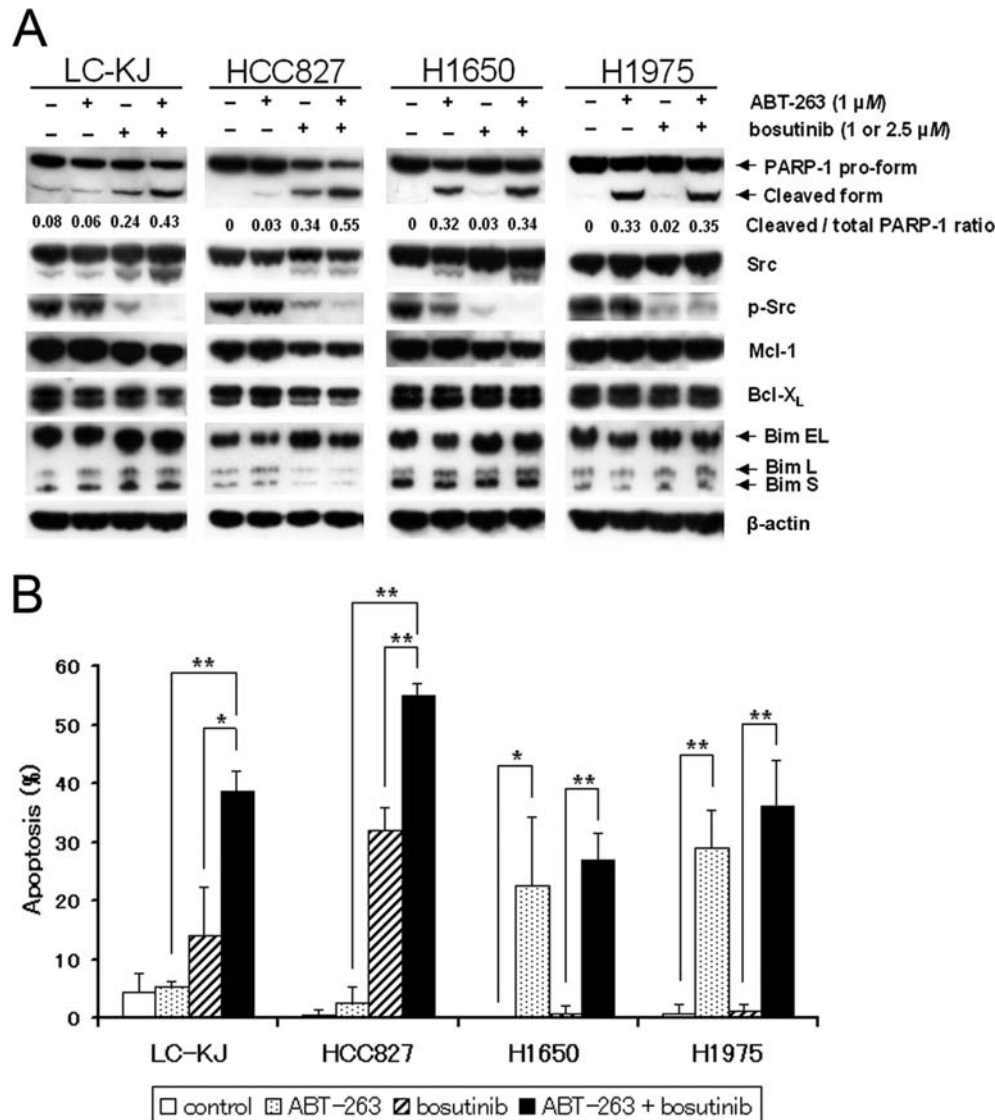 A
LC-KJ HCC827 H1650 H1975
– + – + – + – + – + – + – + – + ABT-263 (1 µM)
– – + + – – + + – – + + – – + + bosutinib (1 or 2.5 µM)
PARP-1 pro-form
Cleaved form
0.08 0.06 0.24 0.43 0 0.03 0.34 0.55 0 0.32 0.03 0.34 0 0.33 0.02 0.35 Cleaved / total PARP-1 ratio
Src
p-Src
Mcl-1
Bcl-XL
Bim EL
Bim L
Bim S
β-actin
B
** ** * ** * ** ** **
Apoptosis (%)
60
50
40
30
20
10
0
LC-KJ HCC827 H1650 H1975
control ABT-263 bosutinib ABT-263 + bosutinib